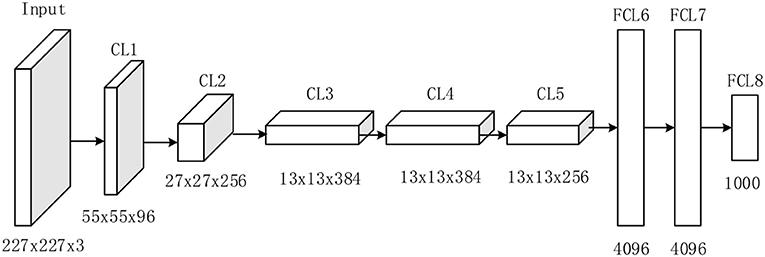 Input
CL1
CL2
CL3
CL4
CL5
FCL6
FCL7
FCL8
227x227x3
55x55x96
27x27x256
13x13x384
13x13x384
13x13x256
4096
4096
1000